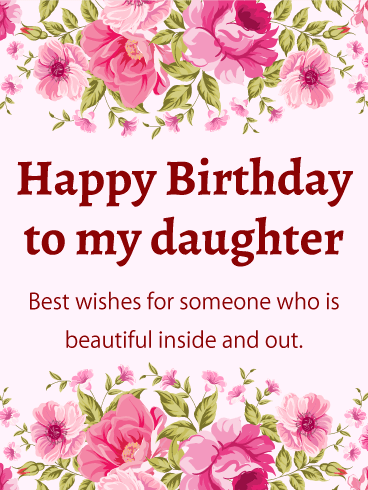 Happy Birthday
to my daughter
Best wishes for someone who is
beautiful inside and out.